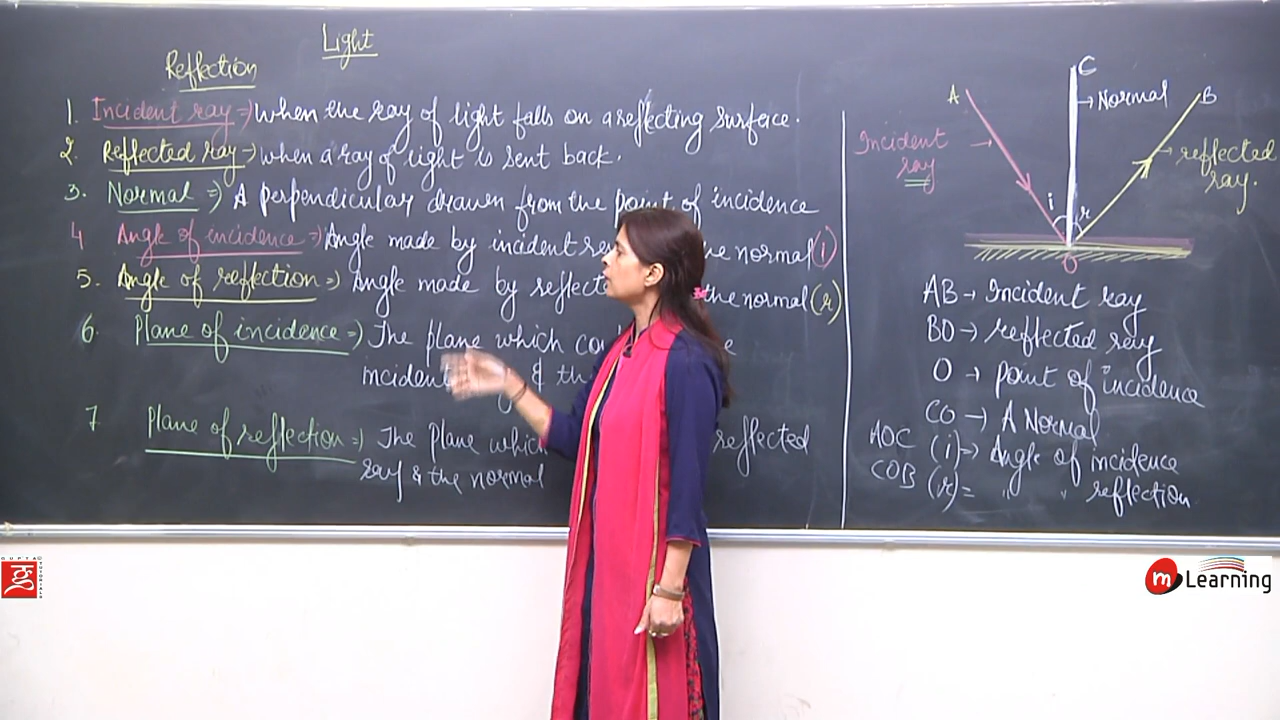 Light
Reflection
1. Incident ray => When the ray of light falls on a reflecting surface.
2. Reflected ray -> when a ray of light is sent back.
3. Normal => A perpendicular drawn from the point of incidence
4 Angle of incidence => Angle made by incident the normal (i)
5. Angle of reflection => Angle made by reflect the normal (r)
6. Plane of incidence => The plane which
incident & th
7. Plane of reflection => The plane whic reflected
ray & the normal
C
A
-> Normal
B
Incident
ray
reflected
ray.
i
r
O
AB -> Incident ray
BO -> reflected ray
O -> point of incidence
CO -> A Normal
AOC (i) -> Angle of incidence
COB (r) = " " reflection
GUPTA TUTORIALS
m Learning